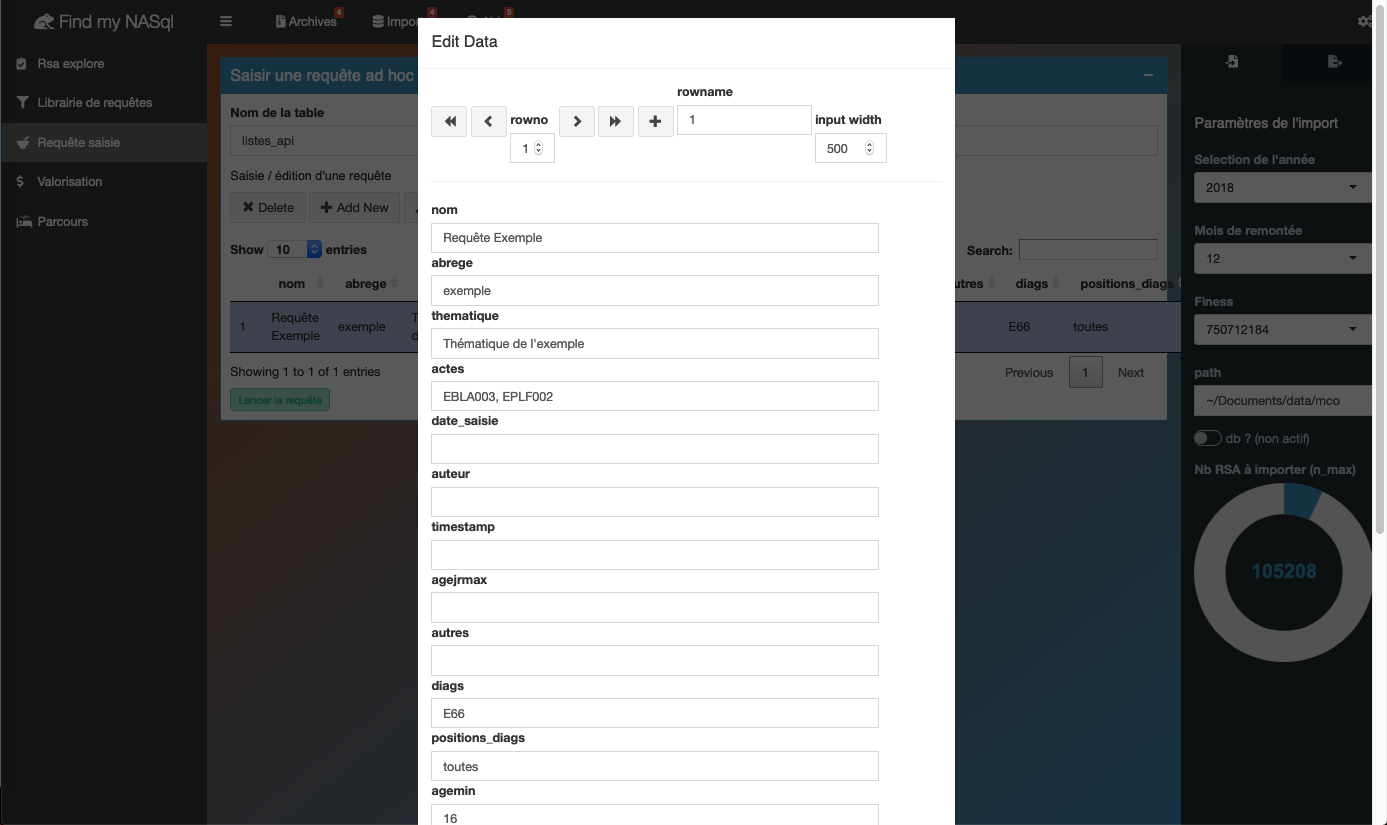 Find my NASql
Archives
4
Impor
4
5
Rsa explore
Librairie de requêtes
Requête saisie
Valorisation
Parcours
Saisir une requête ad hoc
Nom de la table
listes_api
Saisie / édition d'une requête
Delete
Add New
Show 10 entries
Search:
nom abrege utres diags positions_diags
1 Requête Exemple exemple E66 toutes
Showing 1 to 1 of 1 entries
Previous 1 Next
Lancer la requête
Edit Data
rowno
1
rowname
1
input width
500
nom
Requête Exemple
abrege
exemple
thematique
Thématique de l'exemple
actes
EBLA003, EPLF002
date_saisie
auteur
timestamp
agejrmax
autres
diags
E66
positions_diags
toutes
agemin
16
Paramètres de l'import
Selection de l'année
2018
Mois de remontée
12
Finess
750712184
path
~/Documents/data/mco
db ? (non actif)
Nb RSA à importer (n_max)
105208